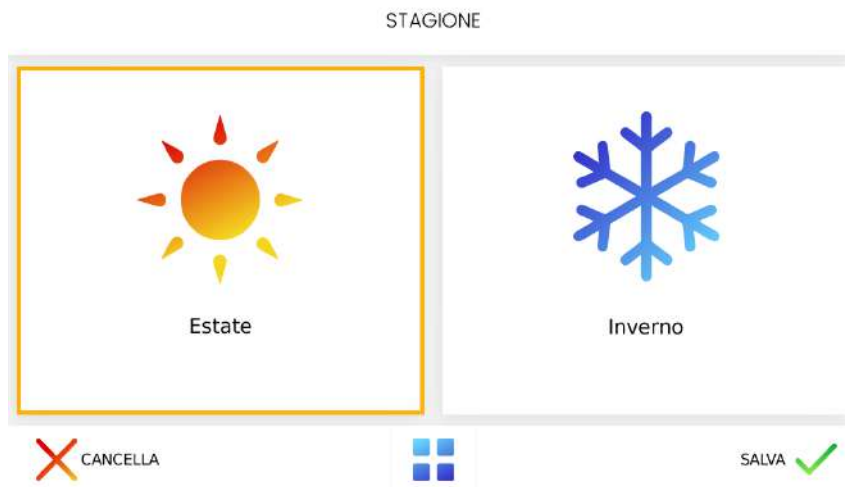 STAGIONE
Estate
Inverno
CANCELLA
SALVA